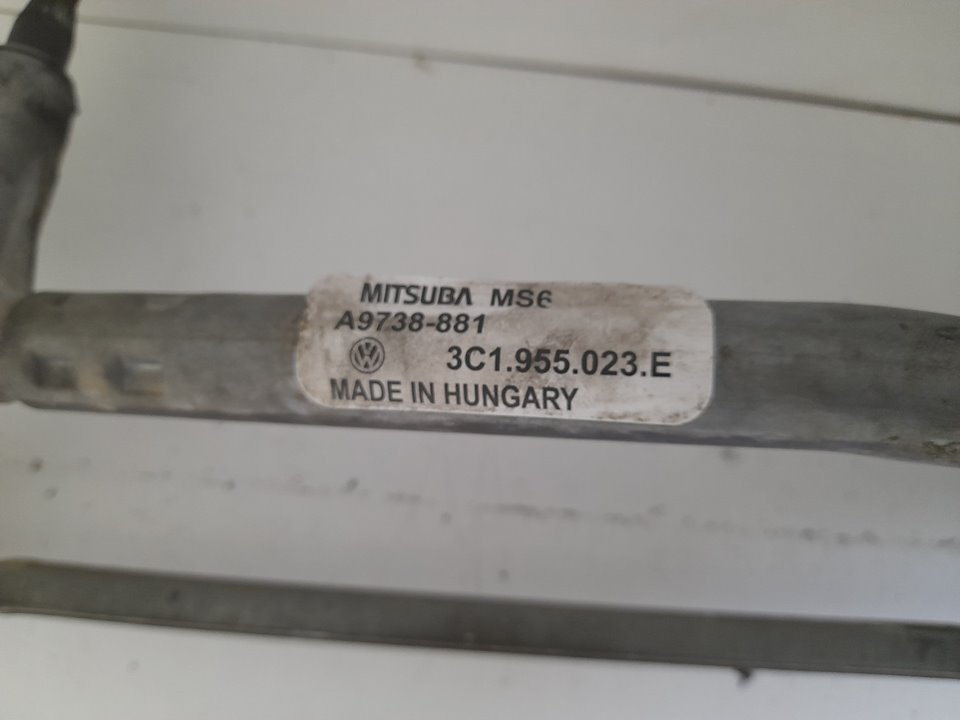 MITSUBA MS6
A9738-881
3C1.955.023.E
MADE IN HUNGARY